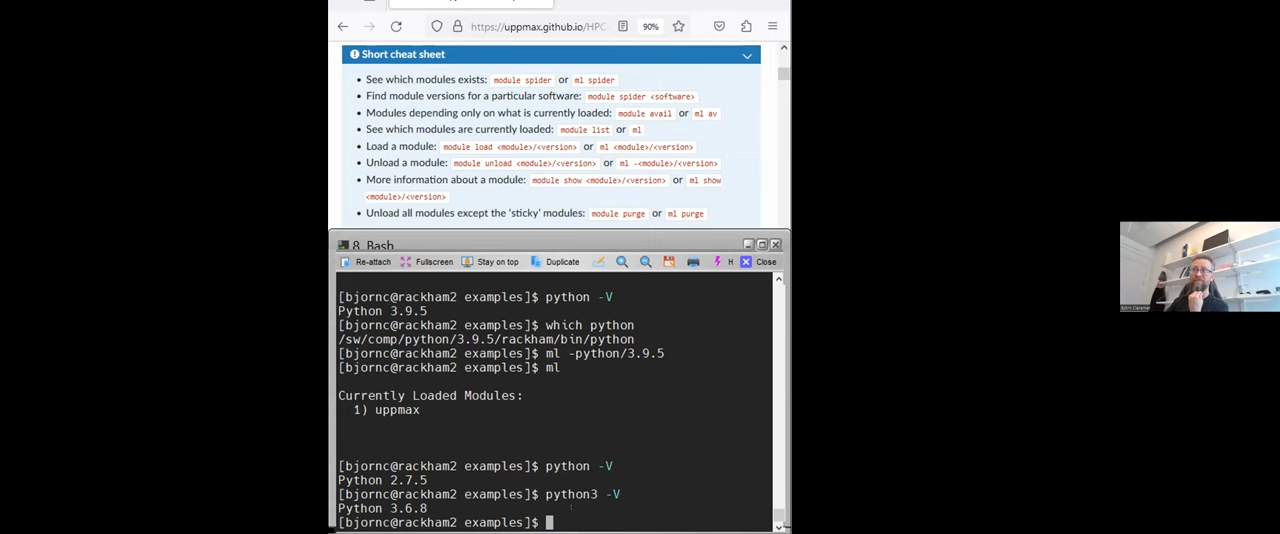 https://uppmax.github.io/HPC
90%
Short cheat sheet
See which modules exists: module spider or ml spider
Find module versions for a particular software: module spider <software>
Modules depending only on what is currently loaded: module avail or ml av
See which modules are currently loaded: module list or ml
Load a module: module load <module>/<version> or ml <module>/<version>
Unload a module: module unload <module>/<version> or ml -<module>/<version>
More information about a module: module show <module>/<version> or ml show
<module>/<version>
Unload all modules except the ‘sticky’ modules: module purge or ml purge
8. Bash
Re-attach Fullscreen Stay on top Duplicate H Close
[bjornc@rackham2 examples]$ python -V
Python 3.9.5
[bjornc@rackham2 examples]$ which python
/sw/comp/python/3.9.5/rackham/bin/python
[bjornc@rackham2 examples]$ ml -python/3.9.5
[bjornc@rackham2 examples]$ ml
Currently Loaded Modules:
1) uppmax
[bjornc@rackham2 examples]$ python -V
Python 2.7.5
[bjornc@rackham2 examples]$ python3 -V
Python 3.6.8
[bjornc@rackham2 examples]$